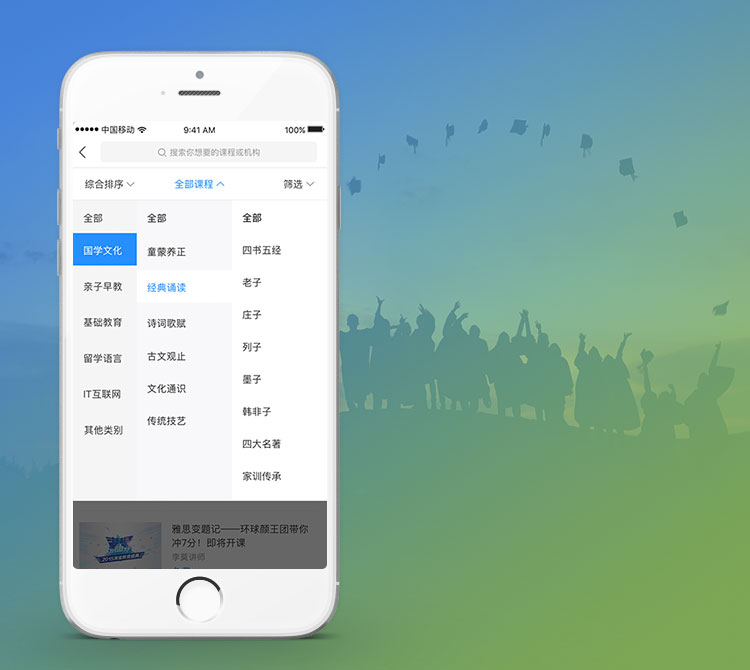 中国移动
9:41 AM
100%
搜索你想要的课程或机构
综合排序
全部课程
筛选
全部
国学文化
亲子早教
基础教育
留学语言
IT互联网
其他类别
全部
童蒙养正
经典诵读
诗词歌赋
古文观止
文化通识
传统技艺
全部
四书五经
老子
庄子
列子
墨子
韩非子
四大名著
家训传承
雅思变题记——环球颜王团带你
冲7分！即将开课
李莫讲师